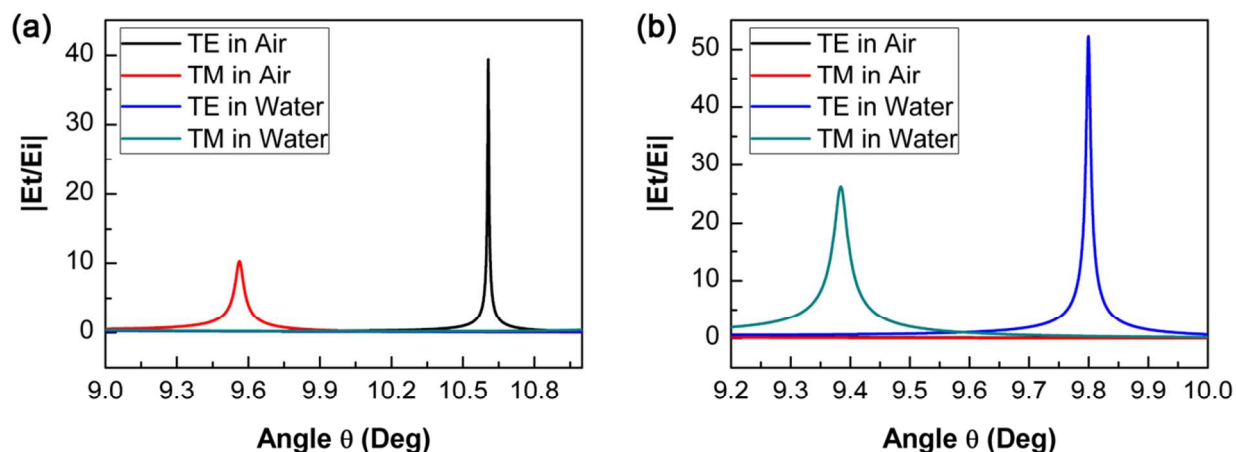 (a)
TE in Air
TM in Air
TE in Water
TM in Water
|Et/Ei|
40
30
20
10
0
9.0 9.3 9.6 9.9 10.2 10.5 10.8
Angle θ (Deg)
(b)
TE in Air
TM in Air
TE in Water
TM in Water
|Et/Ei|
50
40
30
20
10
0
9.2 9.3 9.4 9.5 9.6 9.7 9.8 9.9 10.0
Angle θ (Deg)